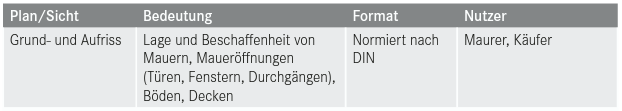 Plan/Sicht Bedeutung Format Nutzer
Grund- und Aufriss Lage und Beschaffenheit von Normiert nach Maurer, Käufer
Mauern, Maueröffnungen DIN
(Türen, Fenstern, Durchgängen),
Böden, Decken